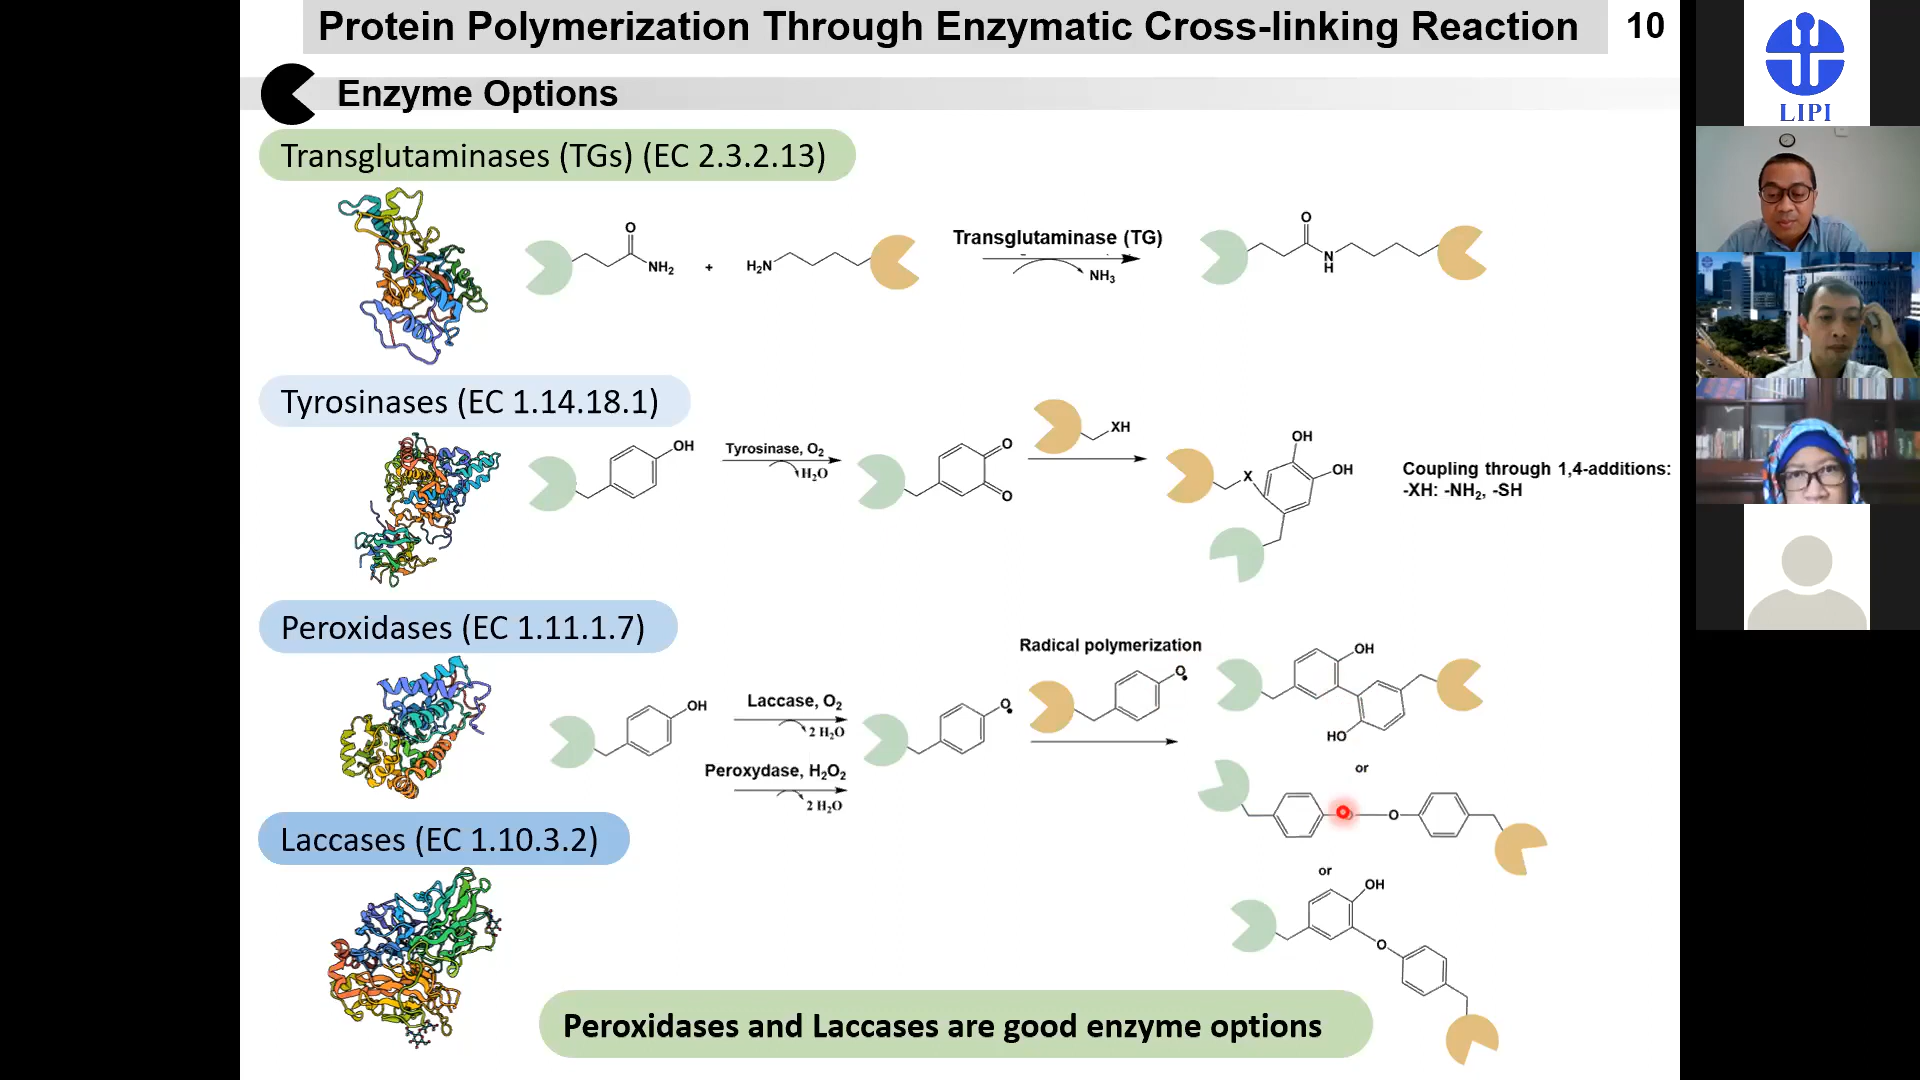 Protein Polymerization Through Enzymatic Cross-linking Reaction 10
Enzyme Options
Transglutaminases (TGs) (EC 2.3.2.13)
O
NH₂
+
H₂N
Transglutaminase (TG)
NH₃
O
N
H
Tyrosinases (EC 1.14.18.1)
OH
Tyrosinase, O₂
H₂O
O
O
XH
X
OH
OH
Coupling through 1,4-additions:
-XH: -NH₂, -SH
Peroxidases (EC 1.11.1.7)
OH
Laccase, O₂
2 H₂O
Peroxydase, H₂O₂
2 H₂O
O
Radical polymerization
O
OH
HO
or
O
O
or
OH
O
Laccases (EC 1.10.3.2)
Peroxidases and Laccases are good enzyme options
LIPI